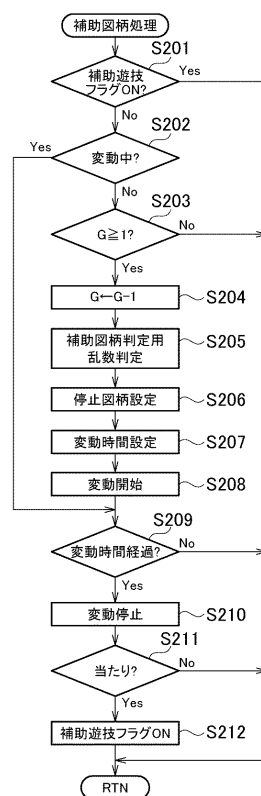 補助図柄処理
S201
補助遊技
フラグON?
Yes
No
S202
Yes
変動中?
No
S203
G≧1?
No
Yes
G←G-1
S204
補助図柄判定用
乱数判定
S205
停止図柄設定
S206
変動時間設定
S207
変動開始
S208
S209
変動時間経過?
No
Yes
変動停止
S210
S211
当たり?
No
Yes
補助遊技フラグON
S212
RTN